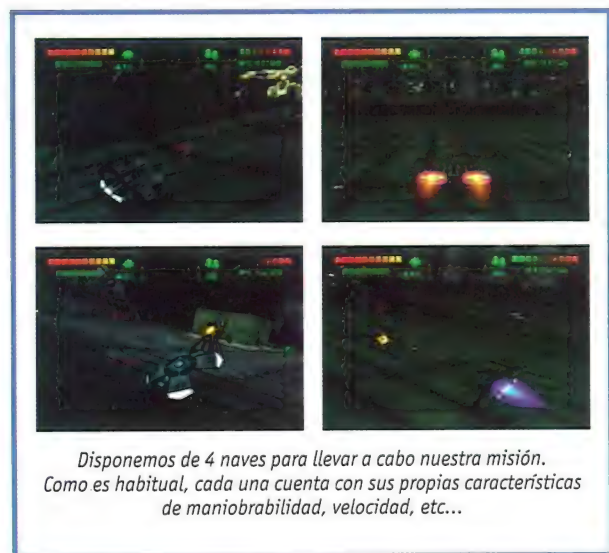 Disponemos de 4 naves para llevar a cabo nuestra misión.
Como es habitual, cada una cuenta con sus propias características
de maniobrabilidad, velocidad, etc...